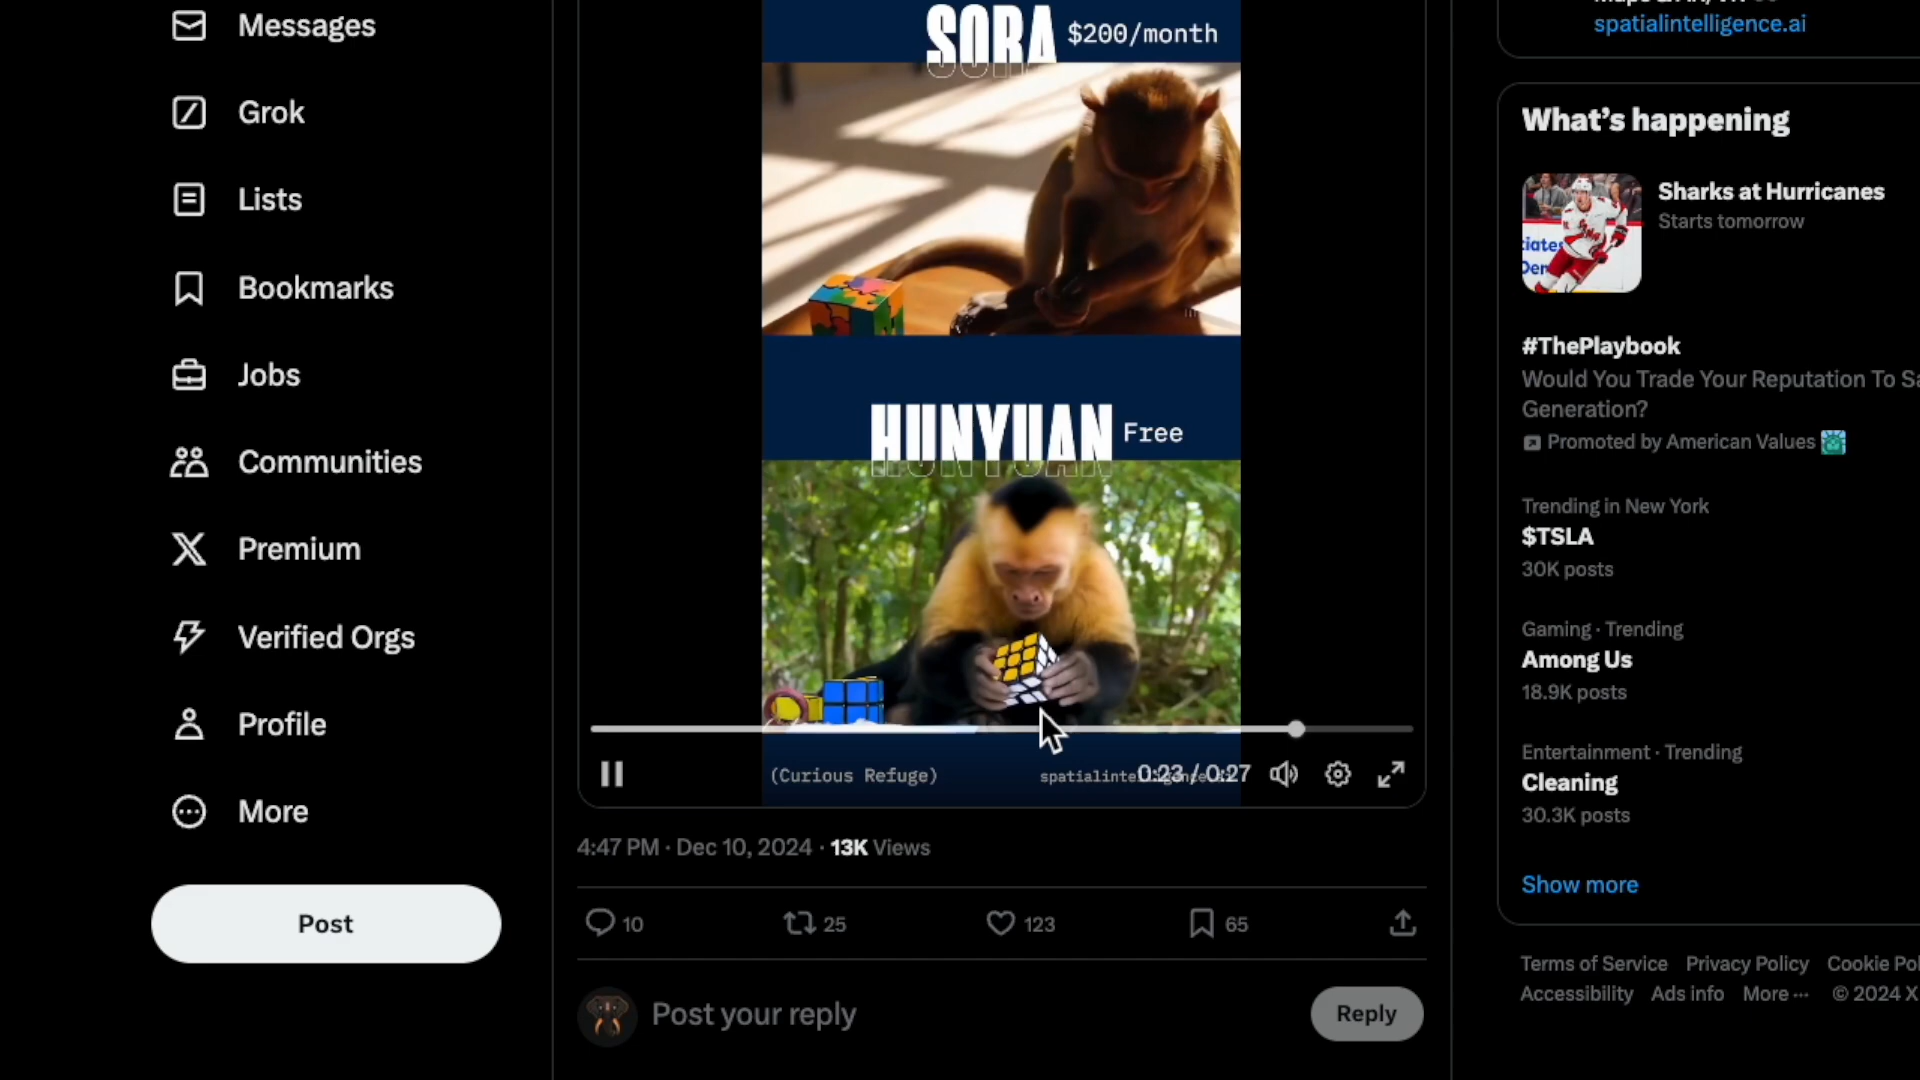 Messages
Grok
Lists
Bookmarks
Jobs
Communities
Premium
Verified Orgs
Profile
More
Post
SORA $200/month
HUNYUAN Free
(Curious Refuge)
0:23 / 0:27
4:47 PM · Dec 10, 2024 · 13K Views
10
25
123
65
Post your reply
Reply
spatialintelligence.ai
What's happening
Sharks at Hurricanes
Starts tomorrow
#ThePlaybook
Would You Trade Your Reputation To
Generation?
Promoted by American Values
Trending in New York
$TSLA
30K posts
Gaming · Trending
Among Us
18.9K posts
Entertainment · Trending
Cleaning
30.3K posts
Show more
Terms of Service Privacy Policy Cookie
Accessibility Ads info More ··· © 2024 X